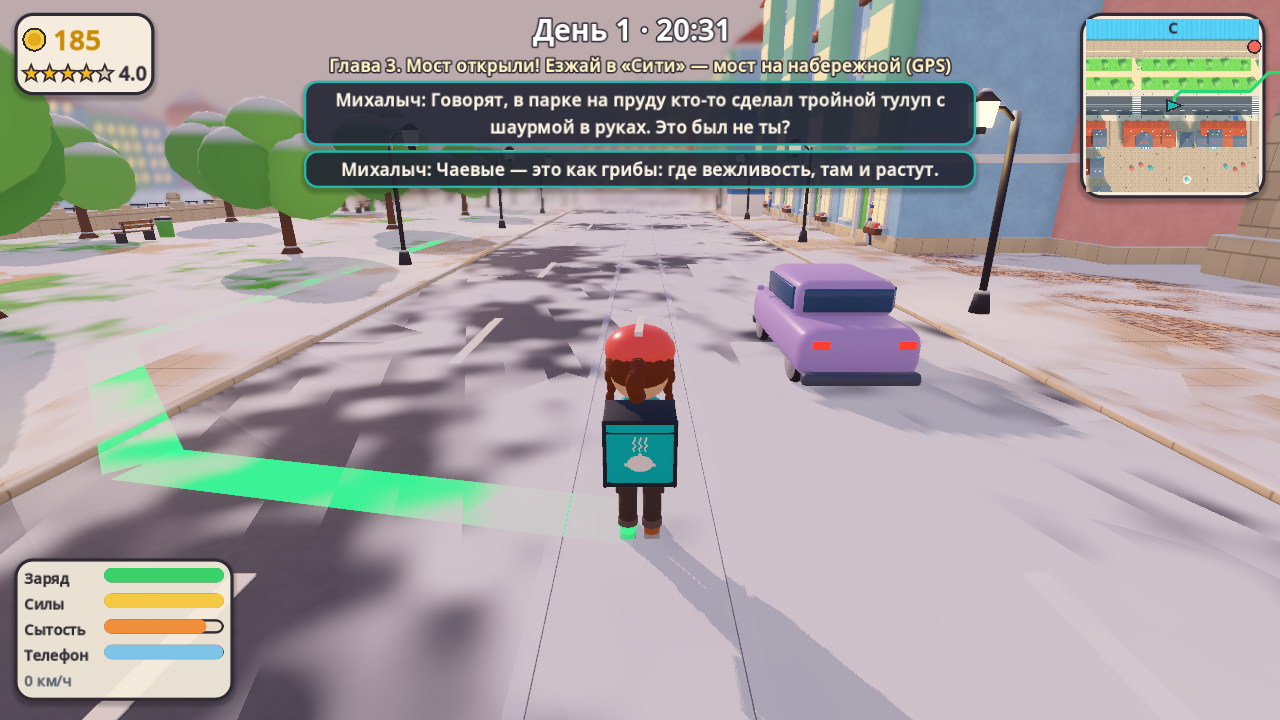 185
4.0
День 1 · 20:31
Глава 3. Мост открыли! Езжай в «Сити» — мост на набережной (GPS)
Михалыч: Говорят, в парке на пруду кто-то сделал тройной тулуп с
шаурмой в руках. Это был не ты?
Михалыч: Чаевые — это как грибы: где вежливость, там и растут.
С
Заряд
Силы
Сытость
Телефон
0 км/ч